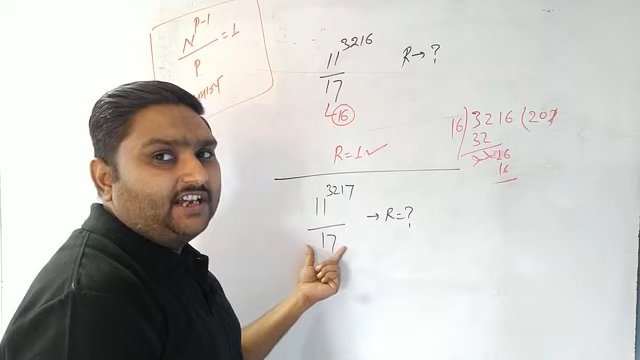 N^(P-1)
/ P = 1
11^3216
/ 17
R → ?
16
R = 1 ✓
16) 3216 (201
32
16
16
11^3217
/ 17
→ R = ?